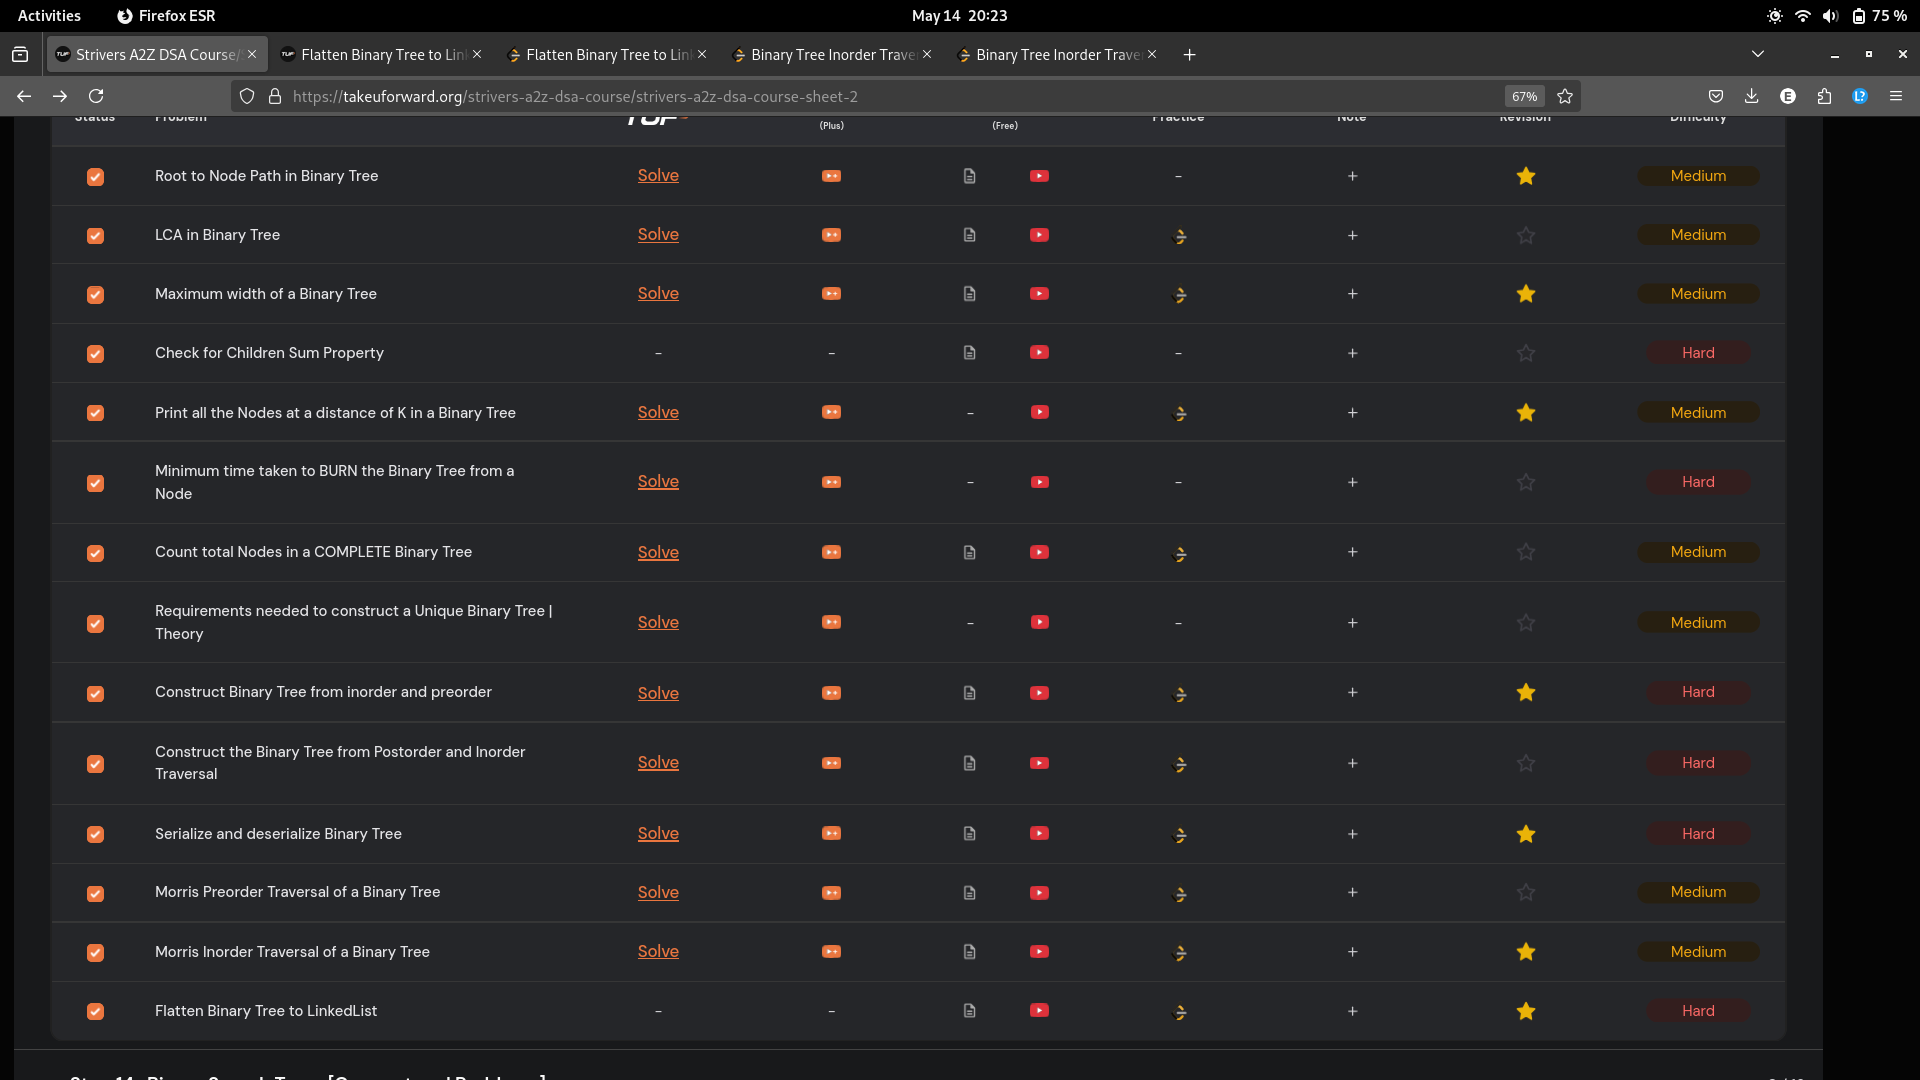 Activities Firefox ESR May 14 20:23 75 %
Strivers A2Z DSA Course/ Flatten Binary Tree to Lin Flatten Binary Tree to Lin Binary Tree Inorder Trave Binary Tree Inorder Trave
https://takeuforward.org/strivers-a2z-dsa-course/strivers-a2z-dsa-course-sheet-2 67%
Status Problem TUF (Plus) (Free) Practice Note Revision Difficulty
Root to Node Path in Binary Tree Solve - + Medium
LCA in Binary Tree Solve + Medium
Maximum width of a Binary Tree Solve + Medium
Check for Children Sum Property - - - + Hard
Print all the Nodes at a distance of K in a Binary Tree Solve - + Medium
Minimum time taken to BURN the Binary Tree from a
Node Solve - - + Hard
Count total Nodes in a COMPLETE Binary Tree Solve + Medium
Requirements needed to construct a Unique Binary Tree |
Theory Solve - - + Medium
Construct Binary Tree from inorder and preorder Solve + Hard
Construct the Binary Tree from Postorder and Inorder
Traversal Solve + Hard
Serialize and deserialize Binary Tree Solve + Hard
Morris Preorder Traversal of a Binary Tree Solve + Medium
Morris Inorder Traversal of a Binary Tree Solve + Medium
Flatten Binary Tree to LinkedList - - + Hard